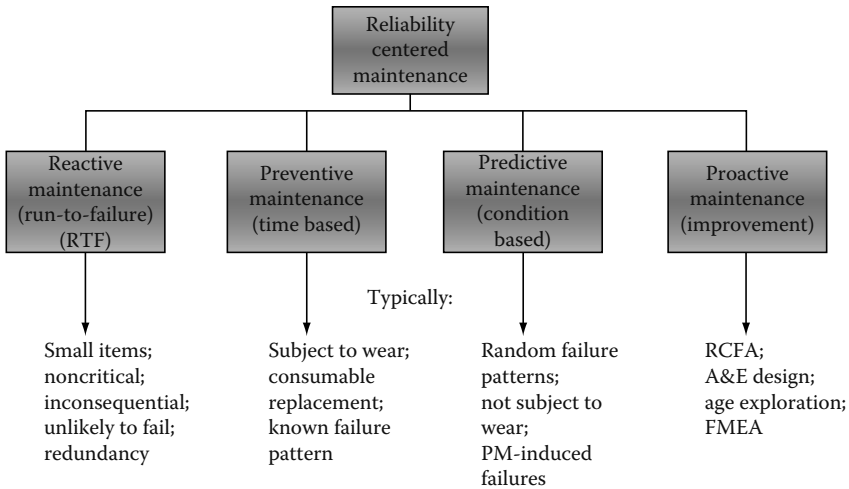 Reliability
centered
maintenance
Reactive
maintenance
(run-to-failure)
(RTF)
Preventive
maintenance
(time based)
Predictive
maintenance
(condition
based)
Proactive
maintenance
(improvement)
Typically:
Small items;
noncritical;
inconsequential;
unlikely to fail;
redundancy
Subject to wear;
consumable
replacement;
known failure
pattern
Random failure
patterns;
not subject to
wear;
PM-induced
failures
RCFA;
A&E design;
age exploration;
FMEA